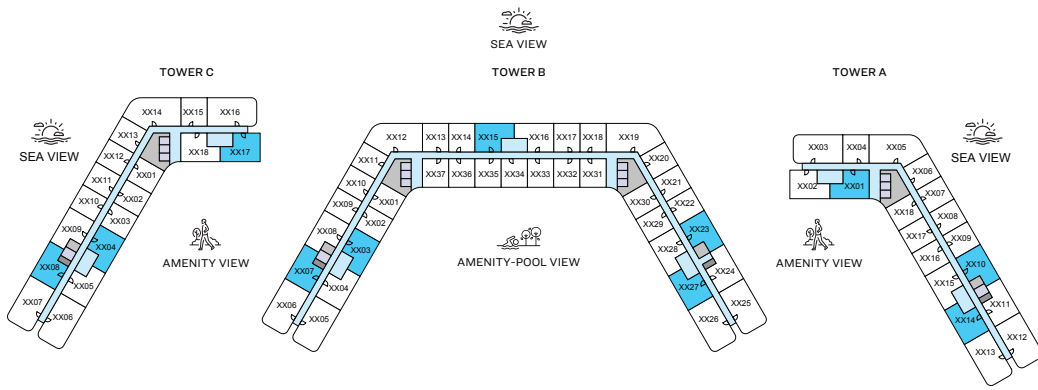 SEA VIEW
TOWER C
TOWER B
TOWER A
SEA VIEW
XX14
XX15
XX16
XX13
XX12
XX11
XX10
XX09
XX08
XX07
XX06
XX05
XX04
XX03
XX02
XX01
XX18
XX17
AMENITY VIEW
XX12
XX13
XX14
XX15
XX16
XX17
XX18
XX19
XX11
XX10
XX09
XX08
XX07
XX06
XX05
XX04
XX03
XX02
XX01
XX37
XX36
XX35
XX34
XX33
XX32
XX31
XX20
XX21
XX22
XX23
XX24
XX25
XX26
XX27
XX28
XX29
XX30
AMENITY-POOL VIEW
XX03
XX04
XX05
XX02
XX01
XX06
XX07
XX08
XX09
XX10
XX11
XX12
XX13
XX14
XX15
XX16
XX17
XX18
SEA VIEW
AMENITY VIEW